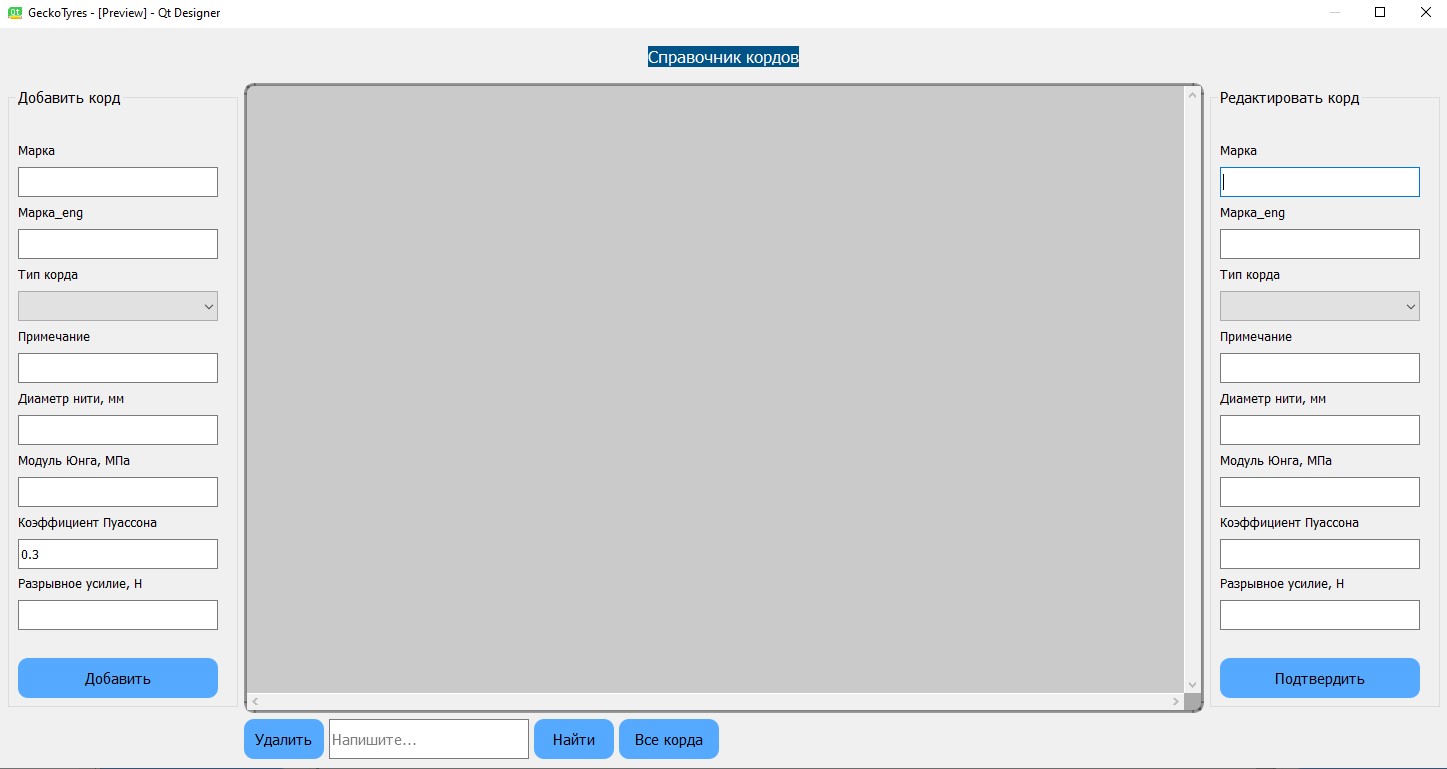 GeckoTyres - [Preview] - Qt Designer
Справочник кордов
Добавить корд
Марка
Марка_eng
Тип корда
Примечание
Диаметр нити, мм
Модуль Юнга, МПа
Коэффициент Пуассона
0.3
Разрывное усилие, Н
Добавить
Редактировать корд
Марка
Марка_eng
Тип корда
Примечание
Диаметр нити, мм
Модуль Юнга, МПа
Коэффициент Пуассона
Разрывное усилие, Н
Подтвердить
Удалить
Напишите...
Найти
Все корда